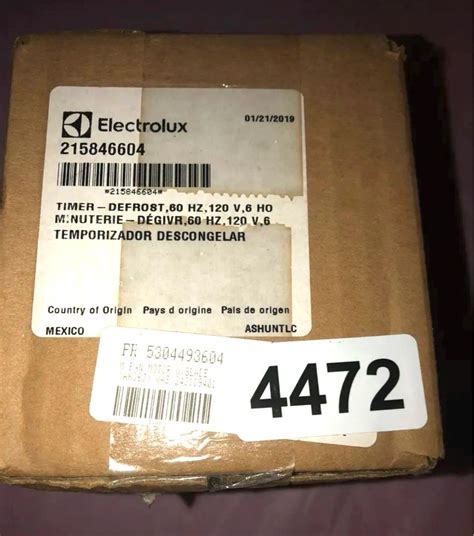 Electrolux
01/21/2019
215846604
*215846604*
TIMER-DEFROST,60 HZ,120 V,6 HO
MINUTERIE-DÉGIVR,60 HZ,120 V,6
TEMPORIZADOR DESCONGELAR
Country of Origin Pays d origine Pais de origen
MEXICO ASHUNTLC
FR 5304493604
4472